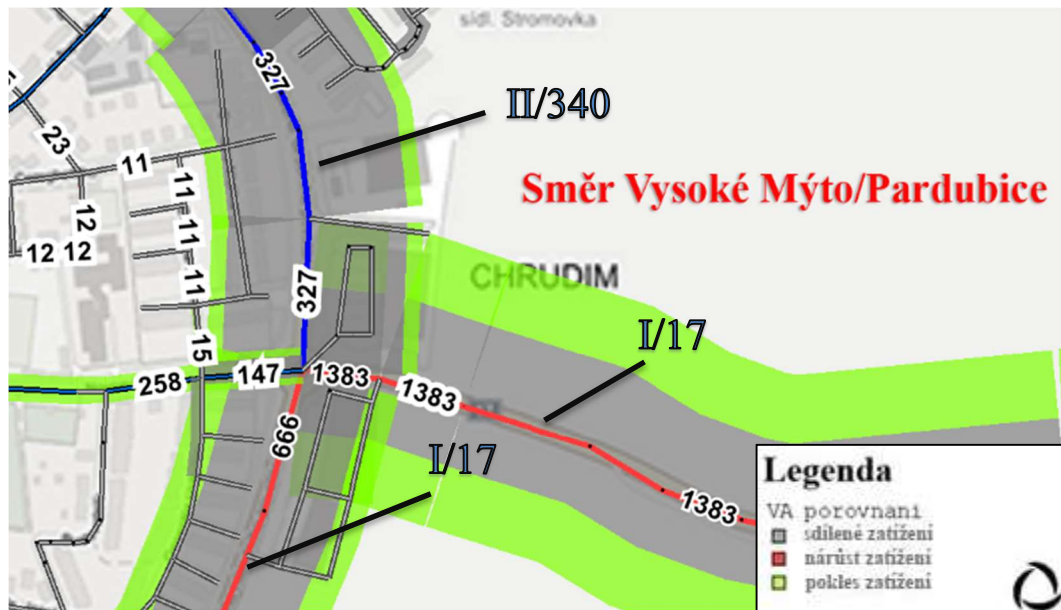 sídl. Stromovka
327
II/340
23
11
Směr Vysoké Mýto/Pardubice
11
12
11
12 12
11
327
CHRUDIM
I/17
15
258
147
1383
1383
666
I/17
1383
Legenda
VA porovnani
sdílené zatížení
nárůst zatížení
pokles zatížení